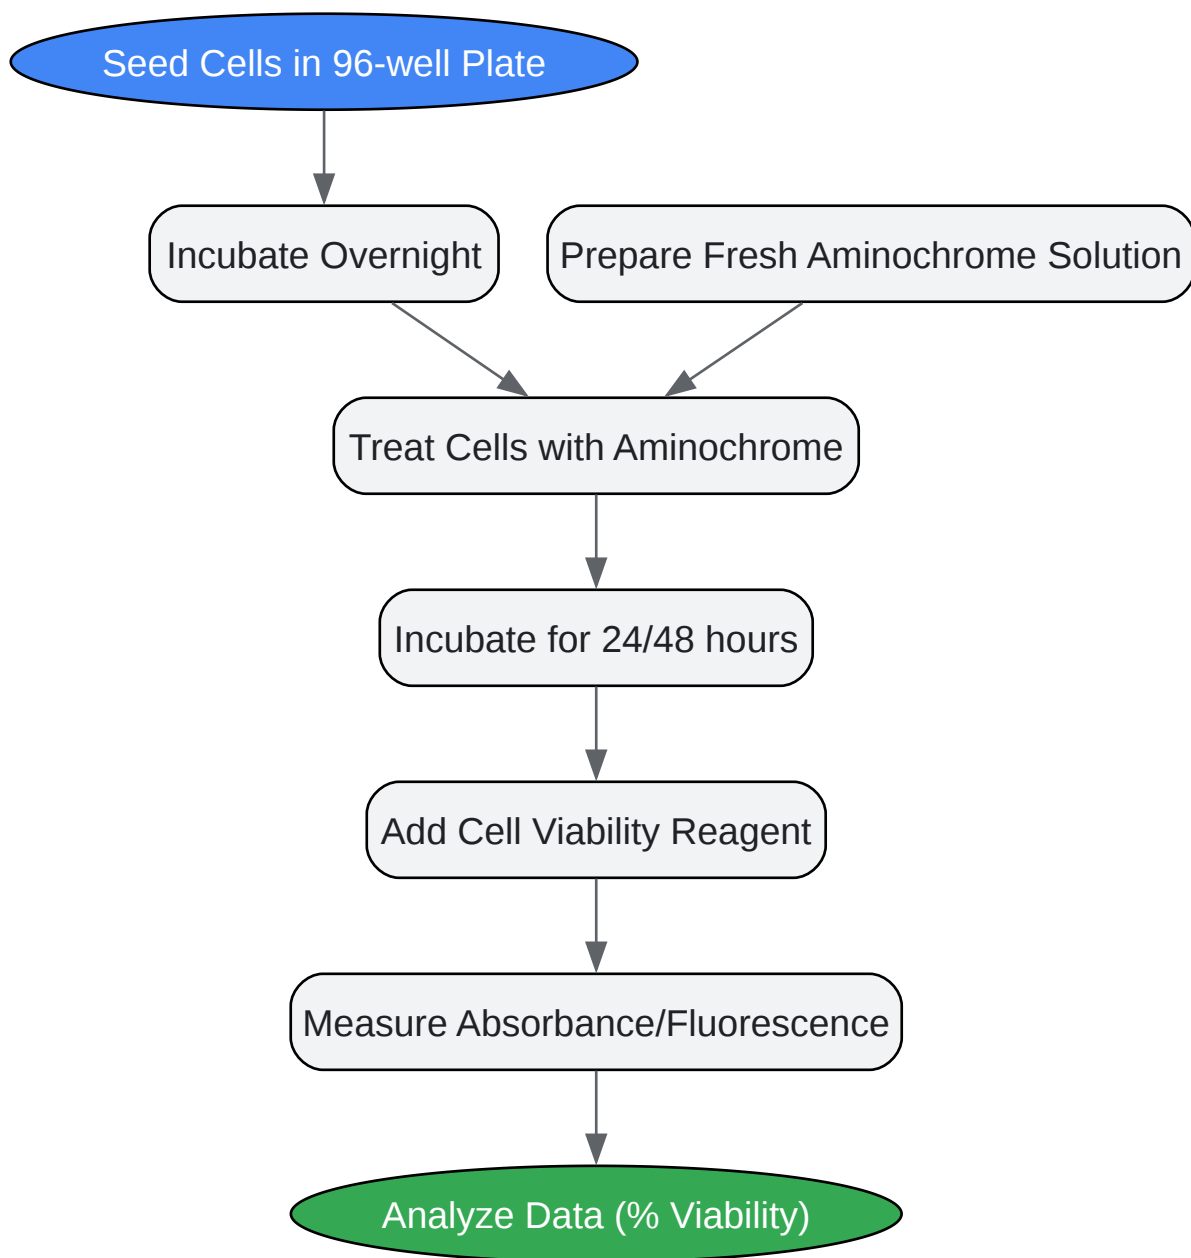 Seed Cells in 96-well Plate
Incubate Overnight
Prepare Fresh Aminochrome Solution
Treat Cells with Aminochrome
Incubate for 24/48 hours
Add Cell Viability Reagent
Measure Absorbance/Fluorescence
Analyze Data (% Viability)